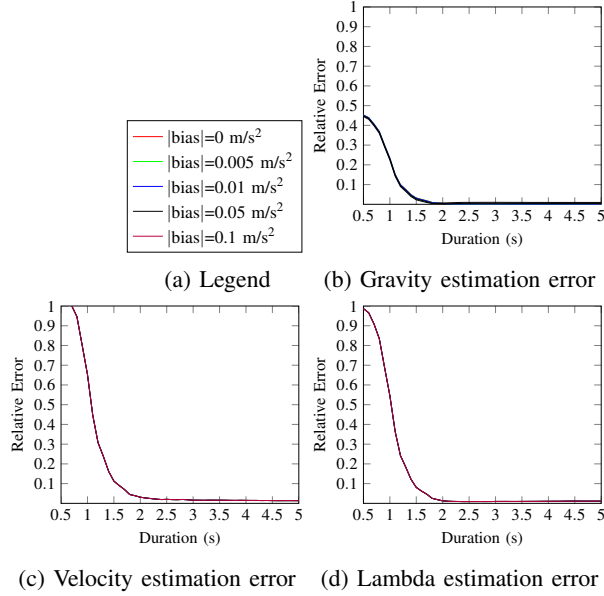 |bias|=0 m/s²
|bias|=0.005 m/s²
|bias|=0.01 m/s²
|bias|=0.05 m/s²
|bias|=0.1 m/s²
(a) Legend
1
0.9
0.8
0.7
0.6
0.5
0.4
0.3
0.2
0.1
Relative Error
0.5 1 1.5 2 2.5 3 3.5 4 4.5 5
Duration (s)
(b) Gravity estimation error
1
0.9
0.8
0.7
0.6
0.5
0.4
0.3
0.2
0.1
Relative Error
0.5 1 1.5 2 2.5 3 3.5 4 4.5 5
Duration (s)
(c) Velocity estimation error
1
0.9
0.8
0.7
0.6
0.5
0.4
0.3
0.2
0.1
Relative Error
0.5 1 1.5 2 2.5 3 3.5 4 4.5 5
Duration (s)
(d) Lambda estimation error